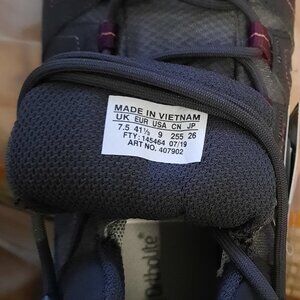 MADE IN VIETNAM
UK EUR USA CN JP
7.5 41⅓ 9 255 26
FTY: 145464 07/19
ART NO. 407902
Ortholite